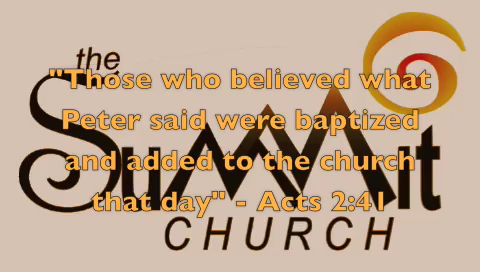 the
Summit
CHURCH
"Those who believed what
Peter said were baptized
and added to the church
that day" - Acts 2:41